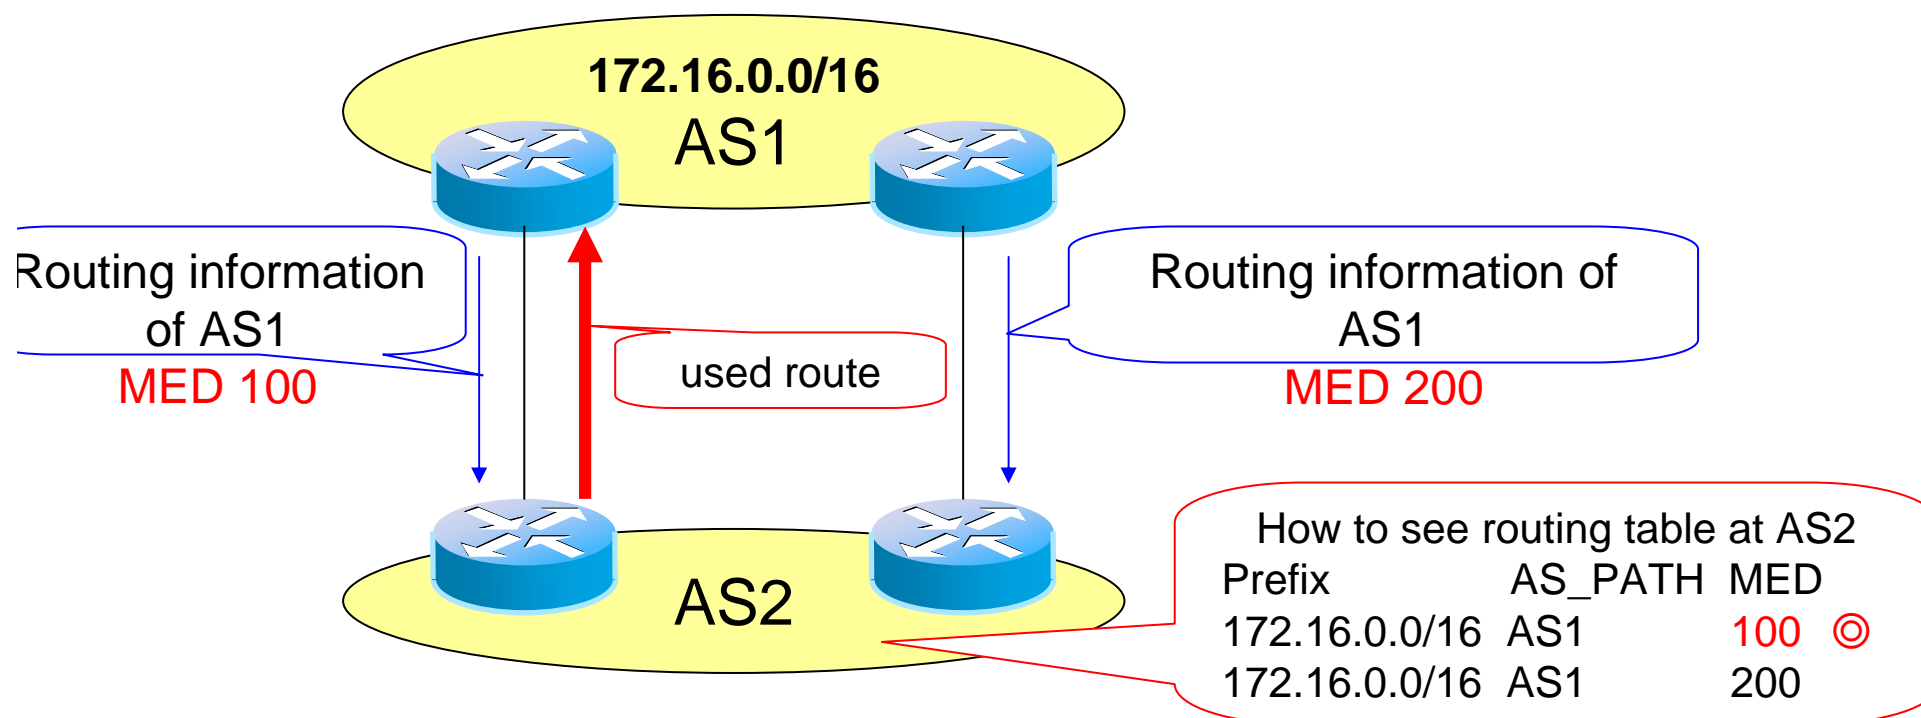 172.16.0.0/16
AS1
Routing information
of AS1
MED 100
used route
Routing information of
AS1
MED 200
AS2
How to see routing table at AS2
Prefix AS_PATH MED
172.16.0.0/16 AS1 100 ◎
172.16.0.0/16 AS1 200